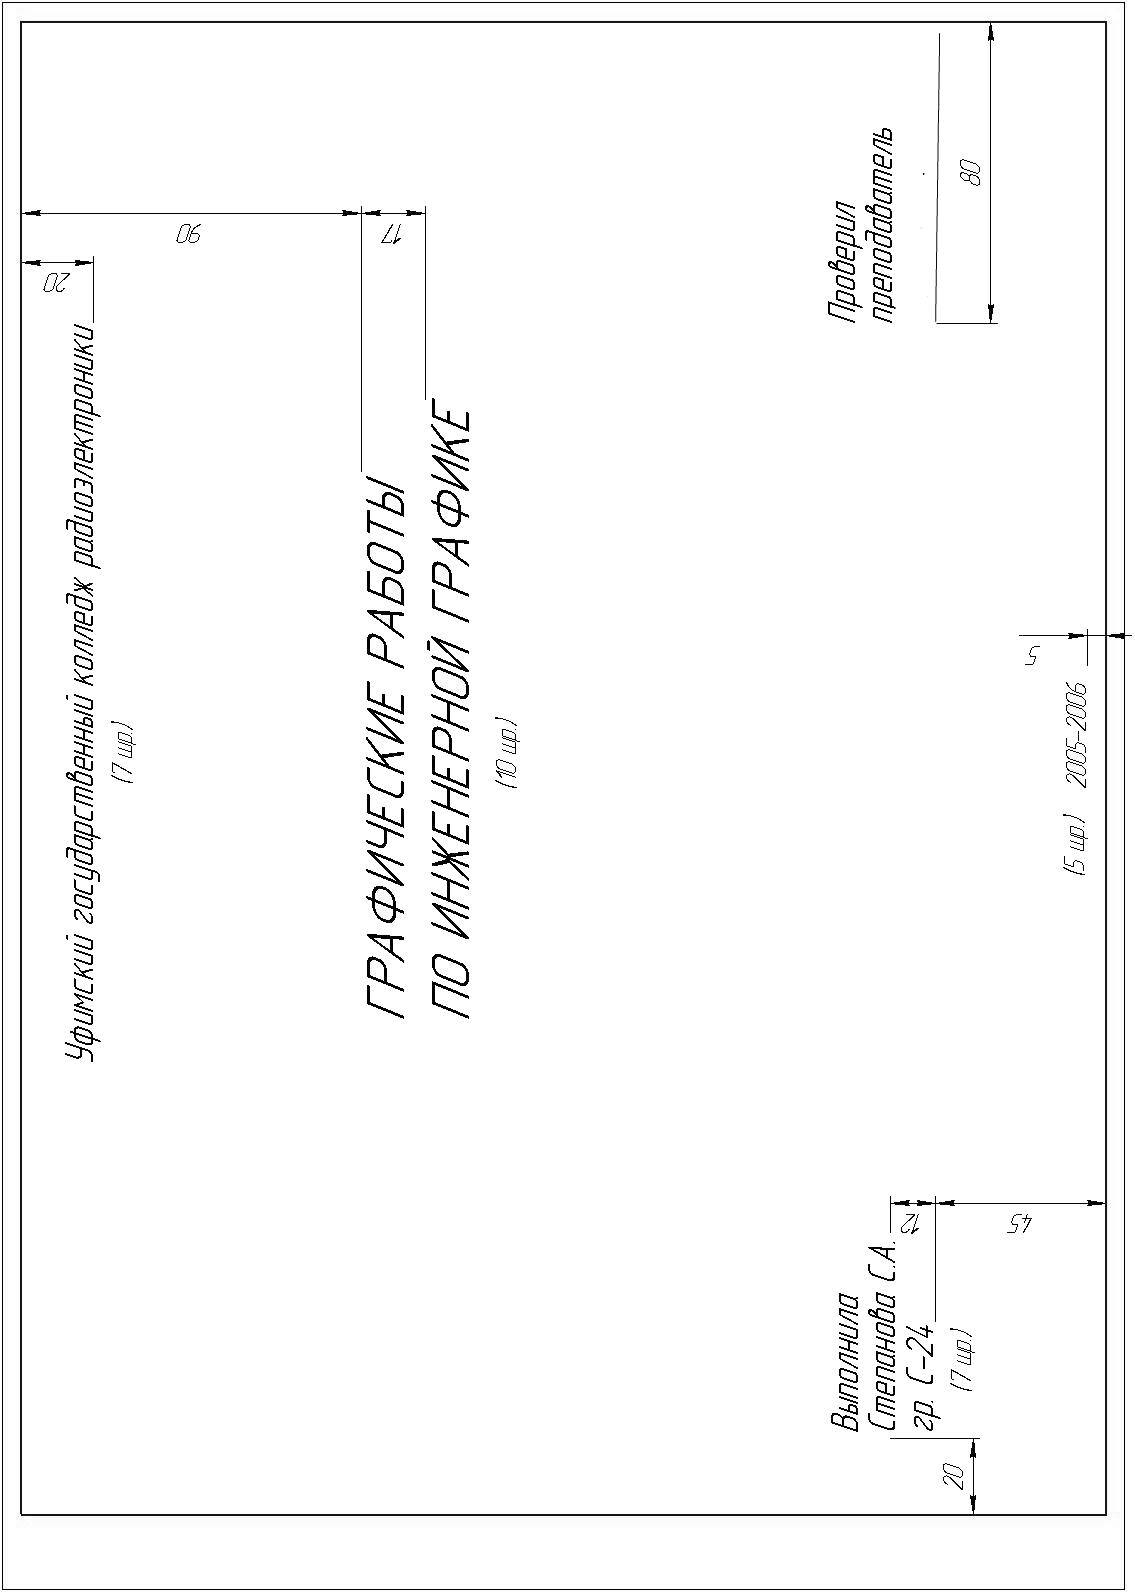 Уфимский государственный колледж радиоэлектроники
(7 шр.)
20
90
17
ГРАФИЧЕСКИЕ РАБОТЫ
ПО ИНЖЕНЕРНОЙ ГРАФИКЕ
(10 шр.)
Выполнила
Степанова С.А.
гр. С-24
(7 шр.)
20
12
45
Проверил
преподаватель
80
(5 шр.) 2005-2006
5